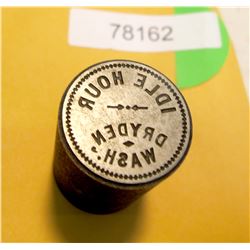 78162
IDLE HOUR
DRYDEN
WASH.